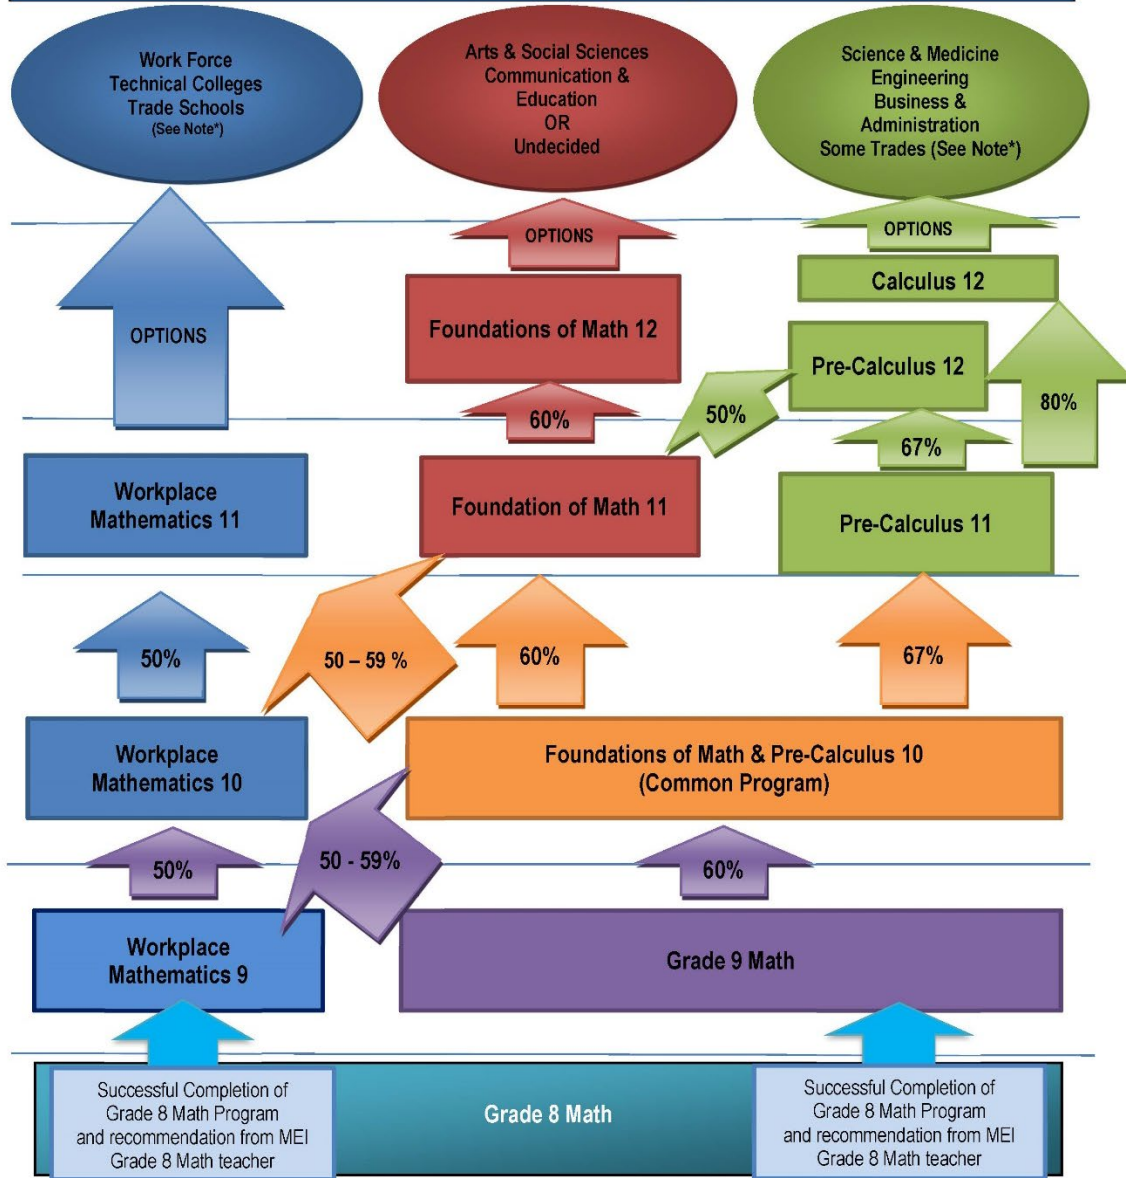 Work Force
Technical Colleges
Trade Schools
(See Note*)
Arts & Social Sciences
Communication &
Education
OR
Undecided
Science & Medicine
Engineering
Business &
Administration
Some Trades (See Note*)
OPTIONS
OPTIONS
OPTIONS
Calculus 12
Foundations of Math 12
Pre-Calculus 12
60%
50%
67%
80%
Workplace
Mathematics 11
Foundation of Math 11
Pre-Calculus 11
50%
50 – 59 %
60%
67%
Workplace
Mathematics 10
Foundations of Math & Pre-Calculus 10
(Common Program)
50%
50 - 59%
60%
Workplace
Mathematics 9
Grade 9 Math
Successful Completion of
Grade 8 Math Program
and recommendation from MEI
Grade 8 Math teacher
Grade 8 Math
Successful Completion of
Grade 8 Math Program
and recommendation from MEI
Grade 8 Math teacher